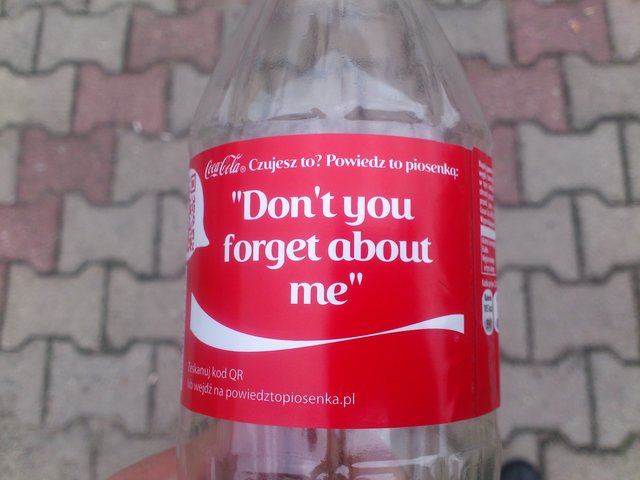 Coca-Cola® Czujesz to? Powiedz to piosenką:
"Don't you
forget about
me"
Zeskanuj kod QR
lub wejdź na powiedztopiosenka.pl